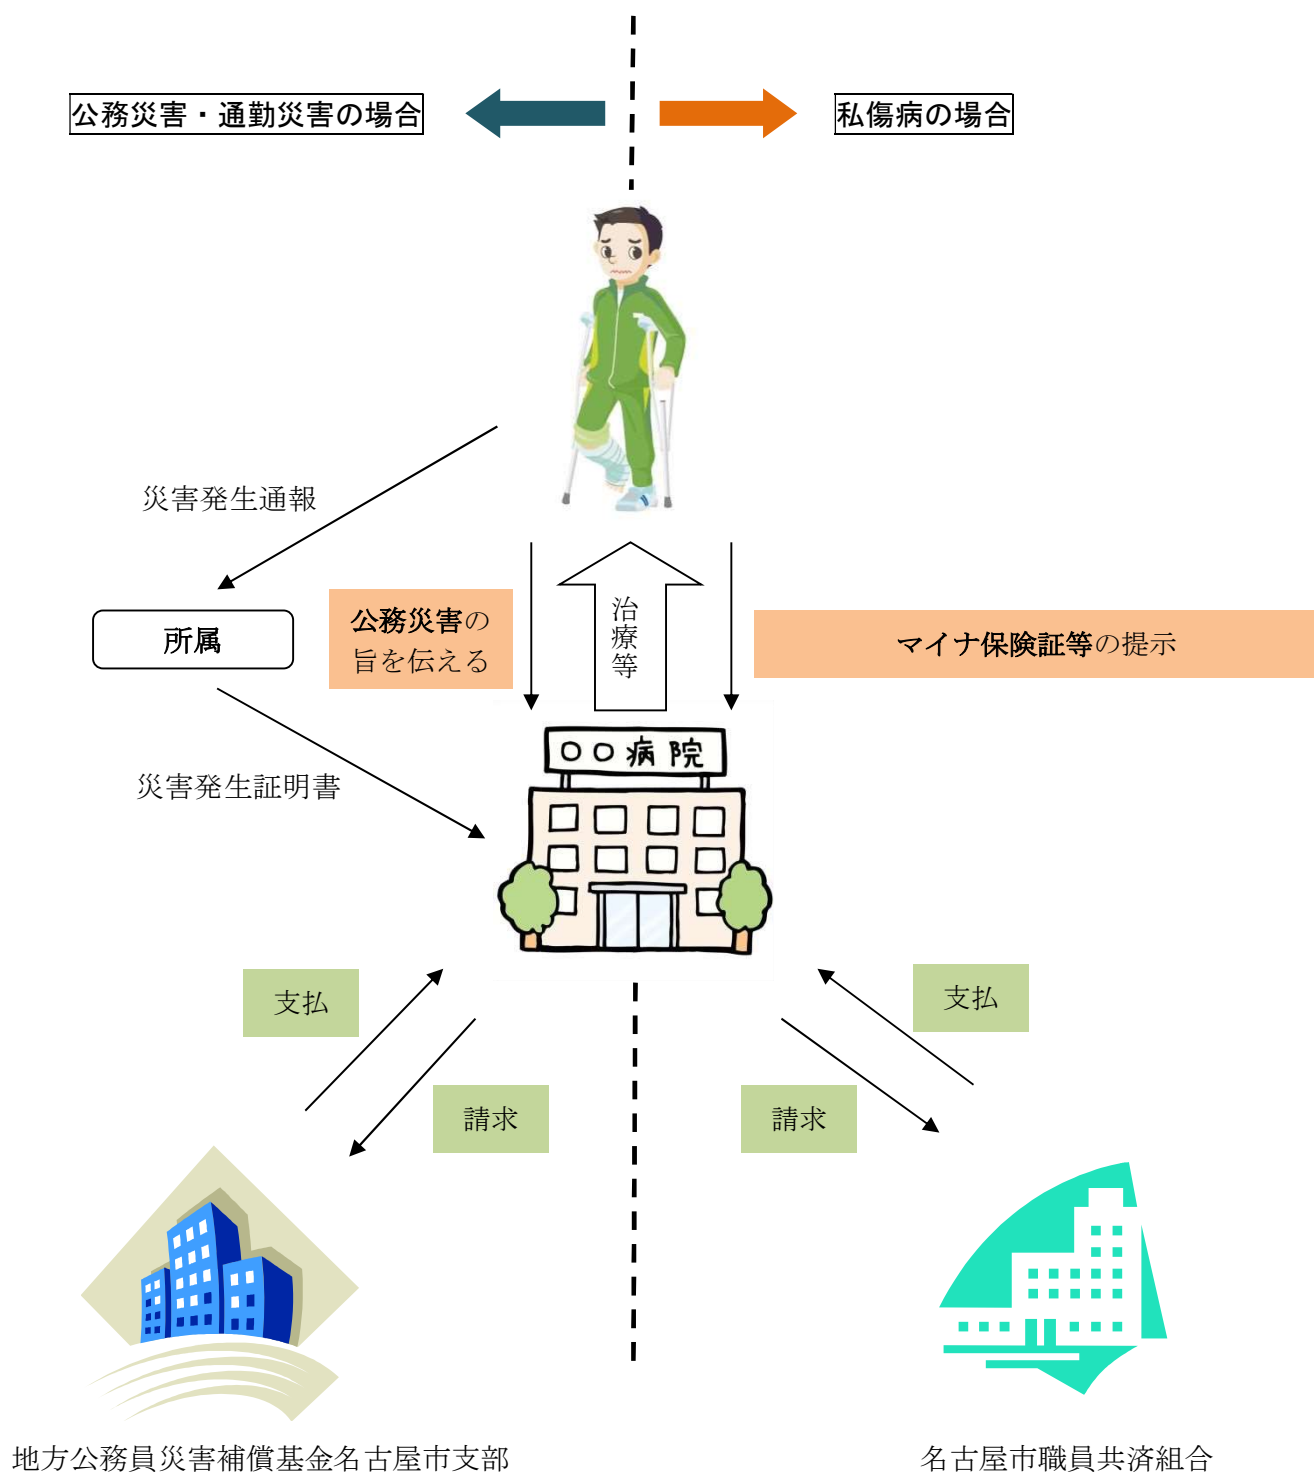 公務災害・通勤災害の場合
私傷病の場合
災害発生通報
所属
公務災害の
旨を伝える
治療等
マイナ保険証等の提示
〇〇病院
災害発生証明書
支払
支払
請求
請求
地方公務員災害補償基金名古屋市支部
名古屋市職員共済組合